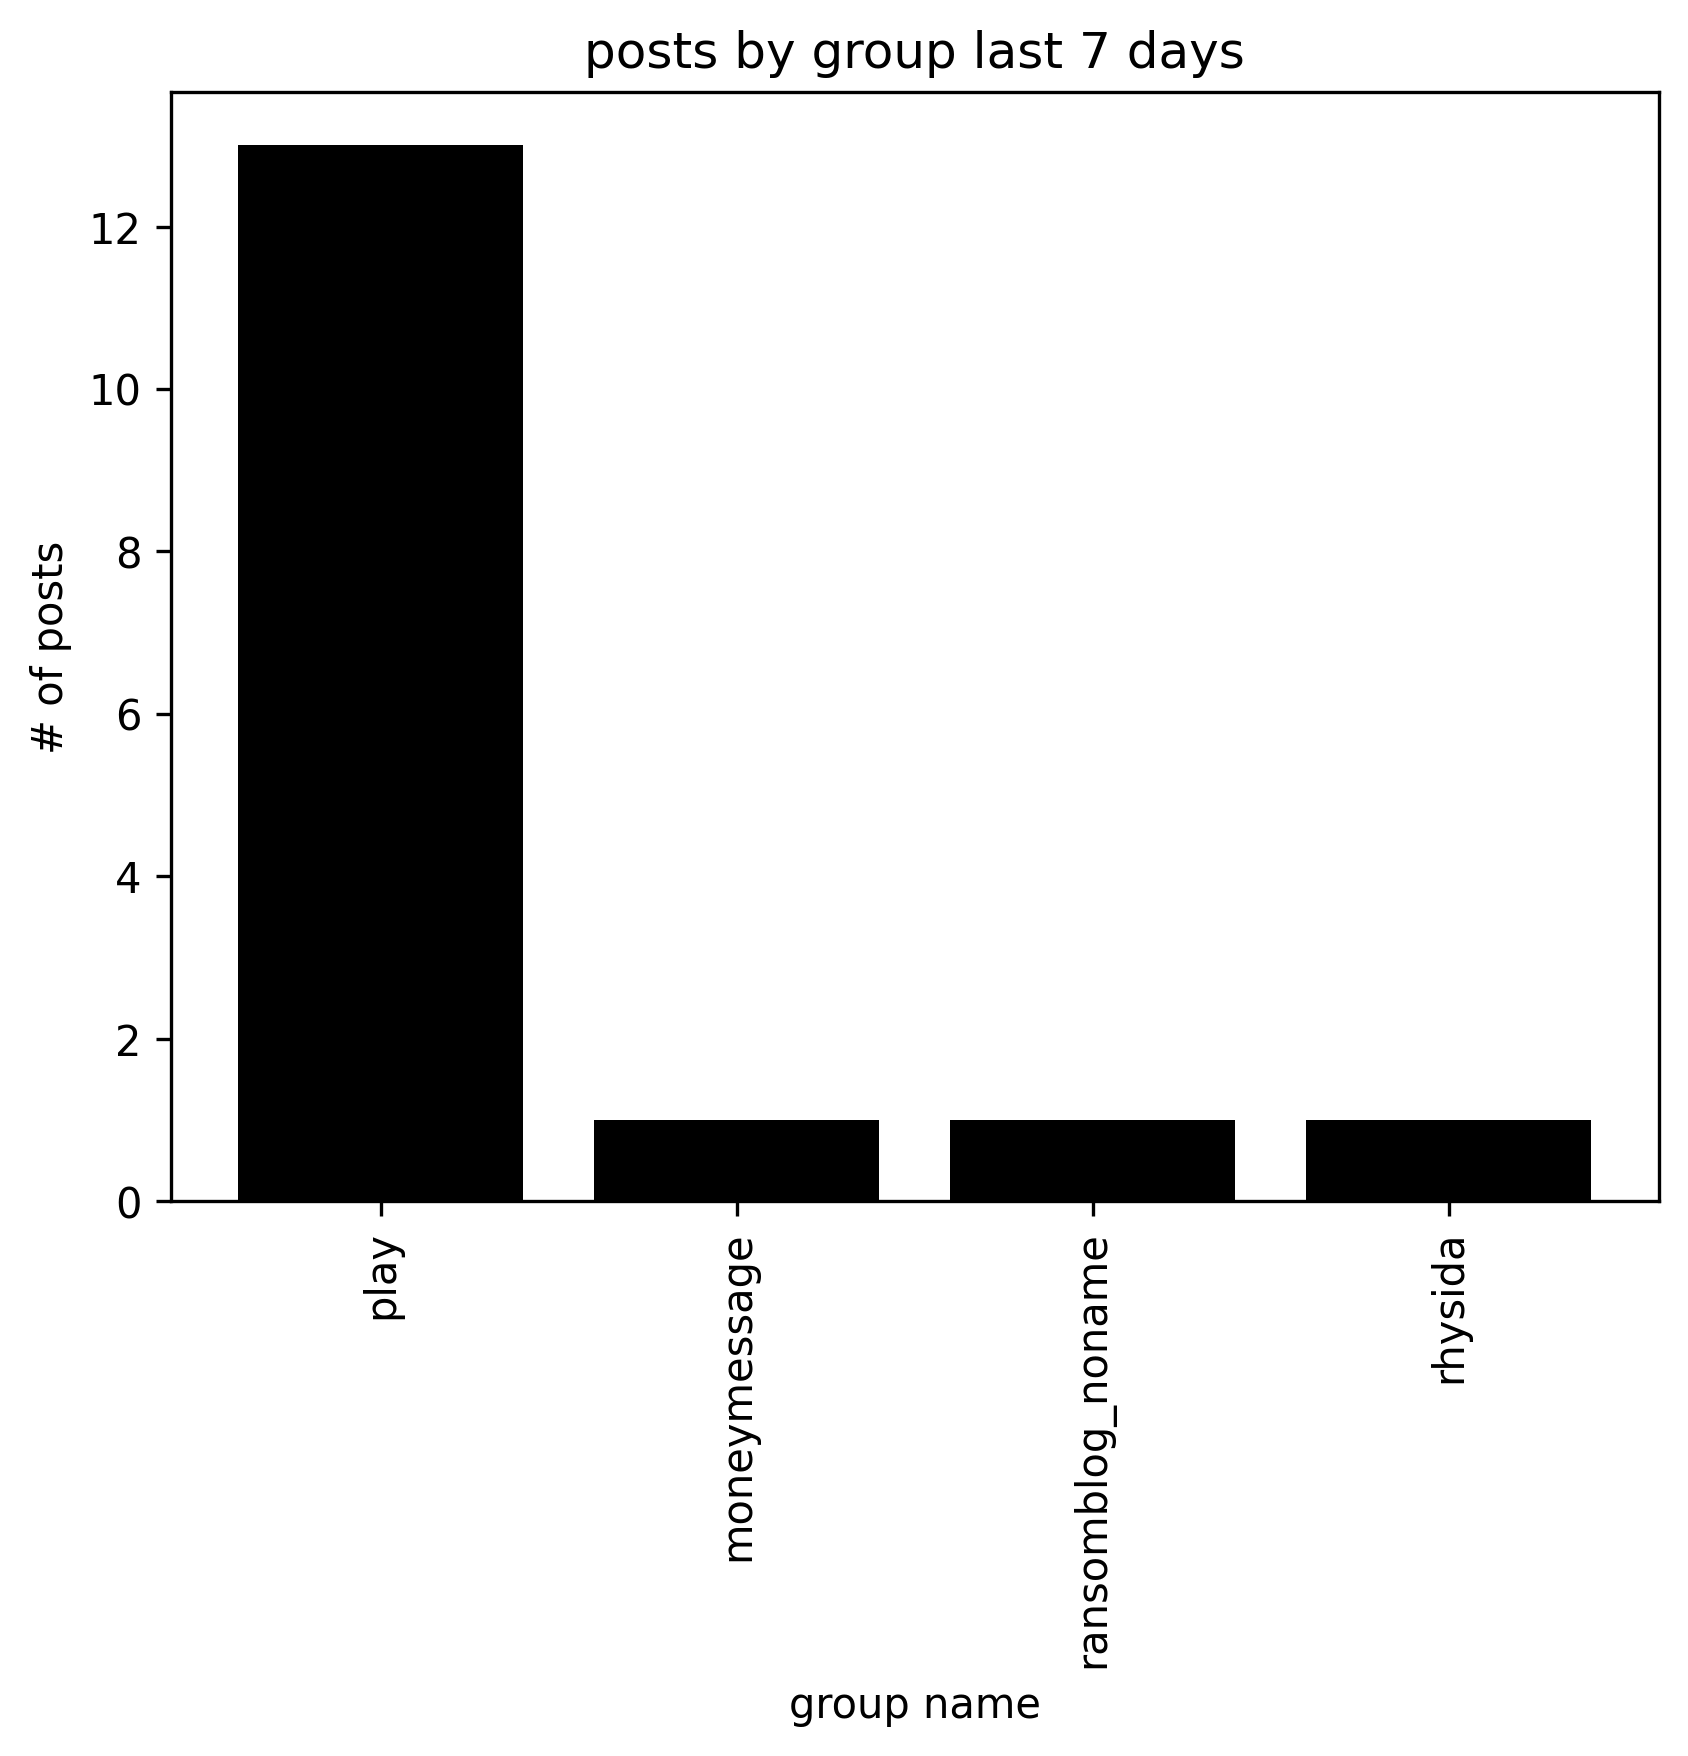 posts by group last 7 days
# of posts
12
10
8
6
4
2
0
play
moneymessage
ransomblog_noname
rhysida
group name